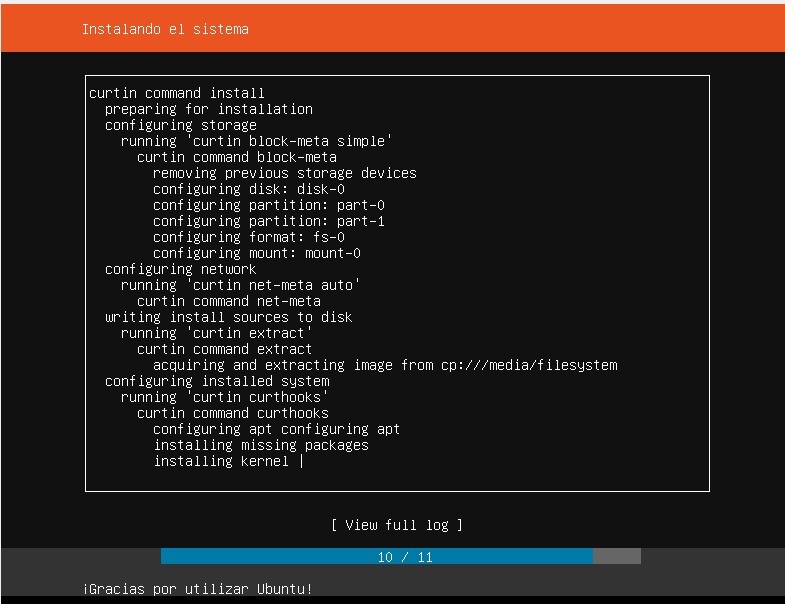 Instalando el sistema
curtin command install
preparing for installation
configuring storage
running 'curtin block-meta simple'
curtin command block-meta
removing previous storage devices
configuring disk: disk-0
configuring partition: part-0
configuring partition: part-1
configuring format: fs-0
configuring mount: mount-0
configuring network
running 'curtin net-meta auto'
curtin command net-meta
writing install sources to disk
running 'curtin extract'
curtin command extract
acquiring and extracting image from cp:///media/filesystem
configuring installed system
running 'curtin curthooks'
curtin command curthooks
configuring apt configuring apt
installing missing packages
installing kernel |
[ View full log ]
10 / 11
¡Gracias por utilizar Ubuntu!